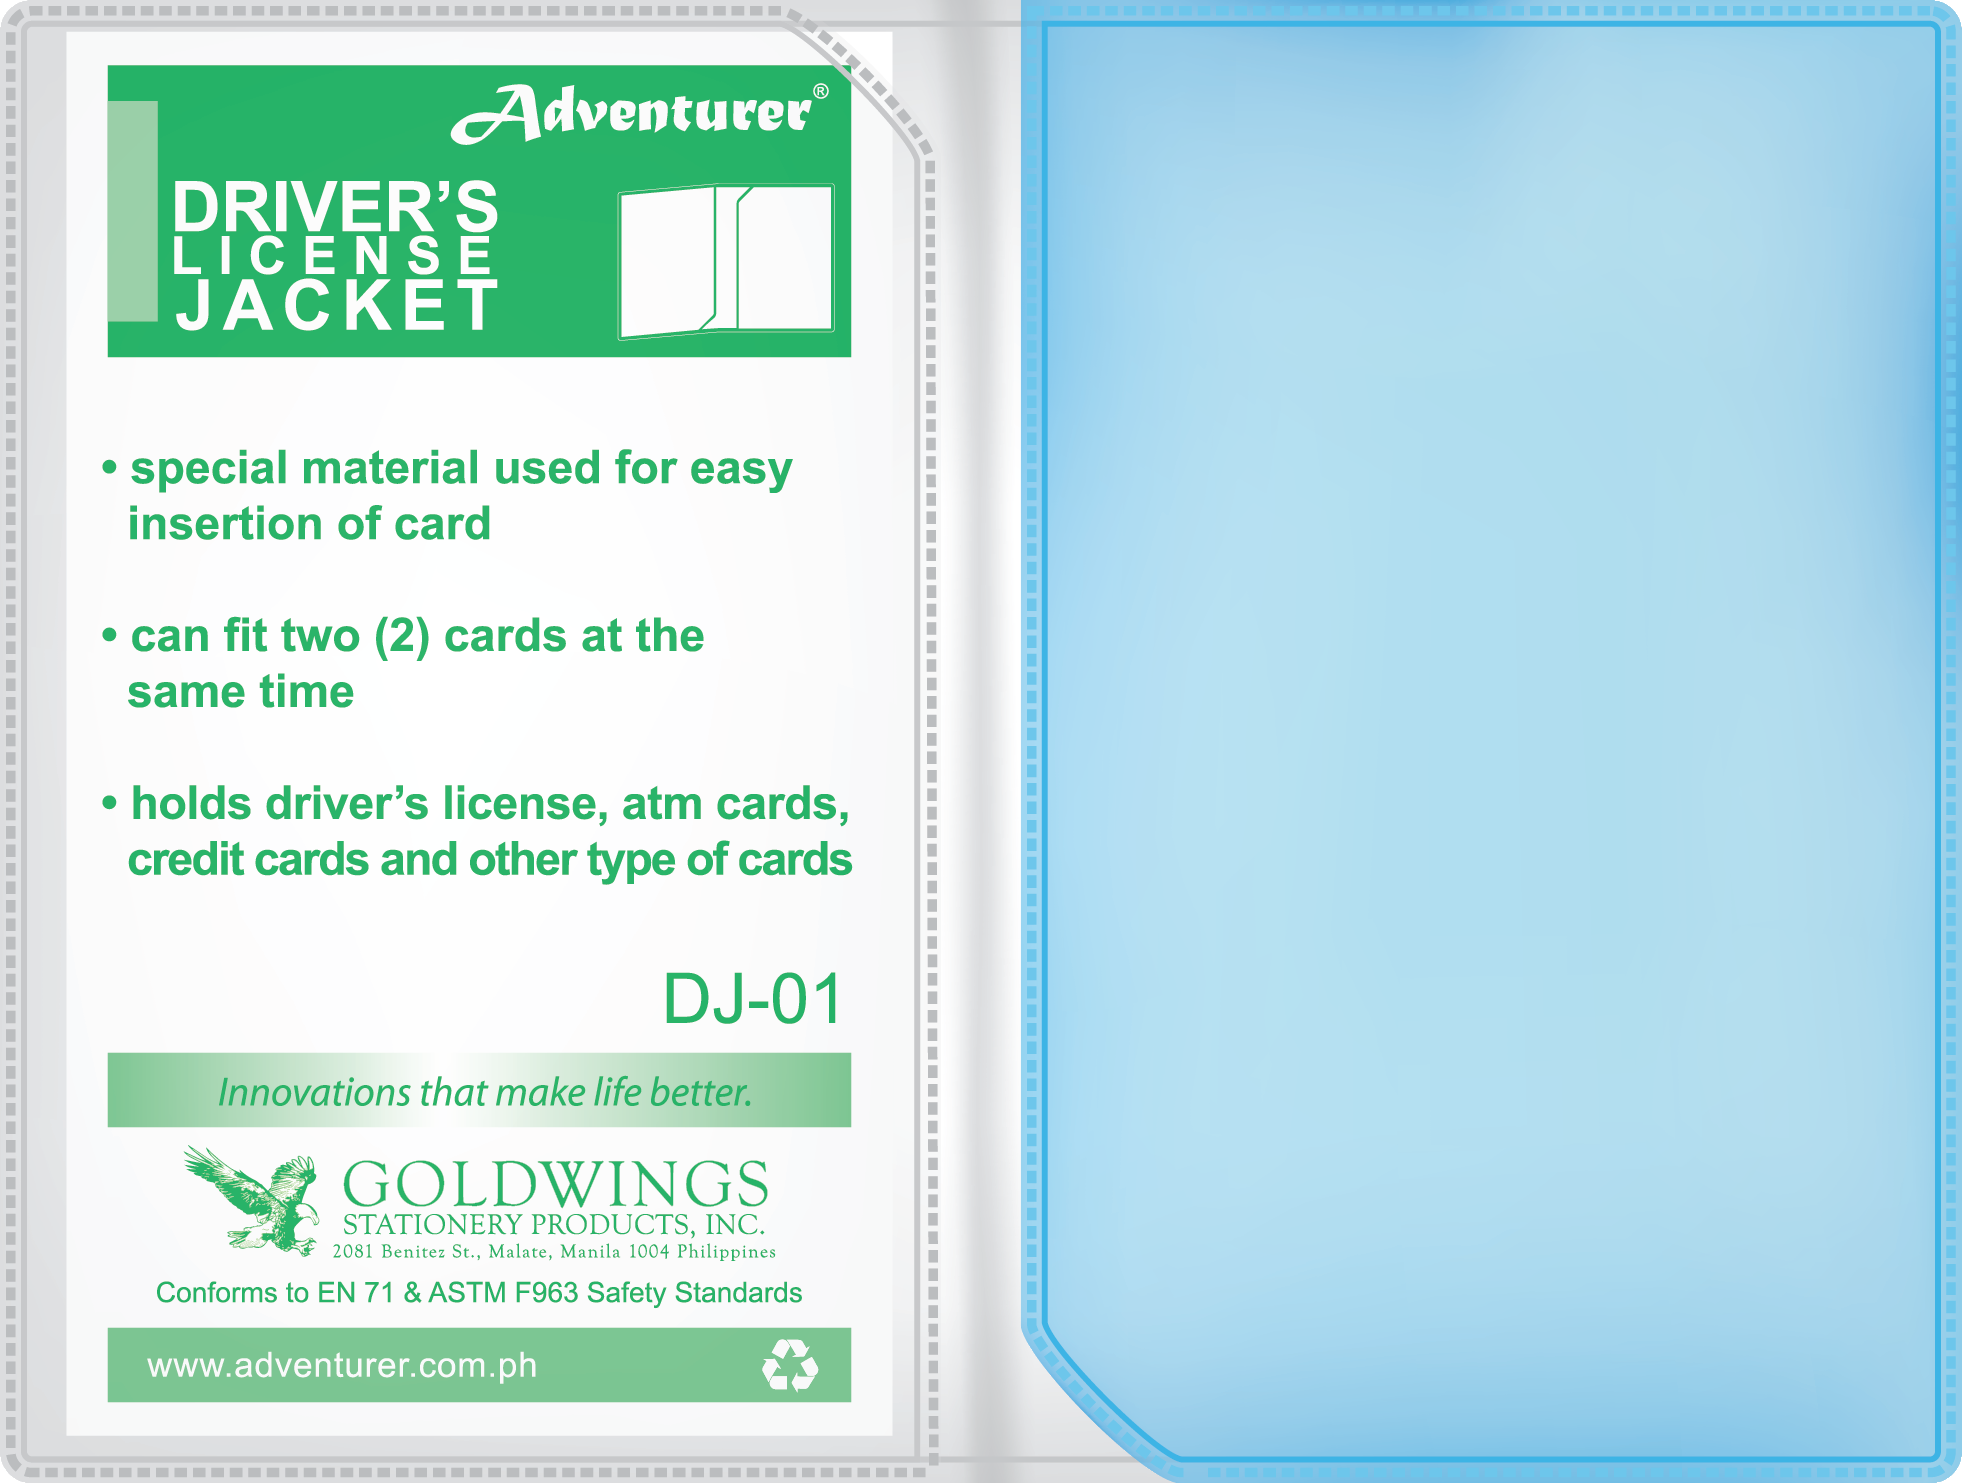 Adventurer®
DRIVER’S
LICENSE
JACKET
• special material used for easy
insertion of card
• can fit two (2) cards at the
same time
• holds driver’s license, atm cards,
credit cards and other type of cards
DJ-01
Innovations that make life better.
GOLDWINGS
STATIONERY PRODUCTS, INC.
2081 Benitez St., Malate, Manila 1004 Philippines
Conforms to EN 71 & ASTM F963 Safety Standards
www.adventurer.com.ph